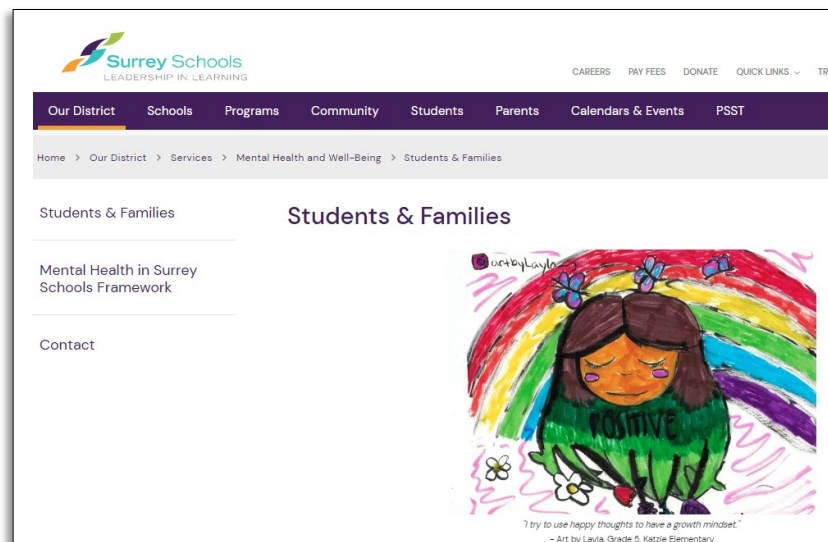 Surrey Schools
LEADERSHIP IN LEARNING
CAREERS PAY FEES DONATE QUICK LINKS TR
Our District Schools Programs Community Students Parents Calendars & Events PSST
Home > Our District > Services > Mental Health and Well-Being > Students & Families
Students & Families
Mental Health in Surrey
Schools Framework
Contact
Students & Families
artbyLayla
POSITIVE
"I try to use happy thoughts to have a growth mindset."
- Art by Layla, Grade 5, Katzie Elementary